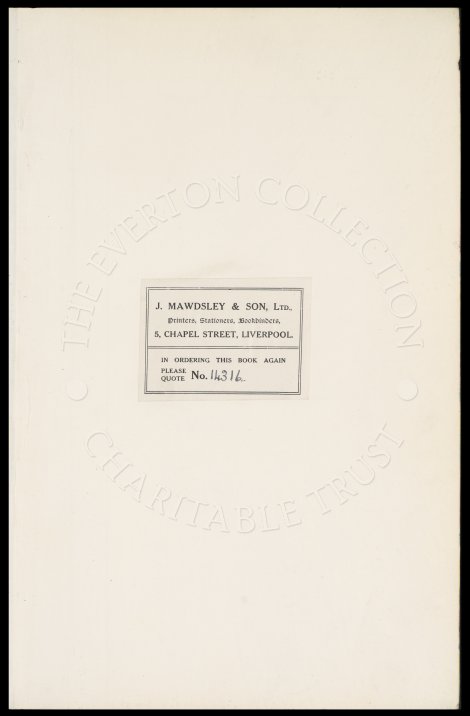 THE EVERTON COLLECTION
J. MAWDSLEY & SON, LTD.,
Printers, Stationers, Bookbinders,
5, CHAPEL STREET, LIVERPOOL.
IN ORDERING THIS BOOK AGAIN
PLEASE
QUOTE No. 14316.
CHARITABLE TRUST